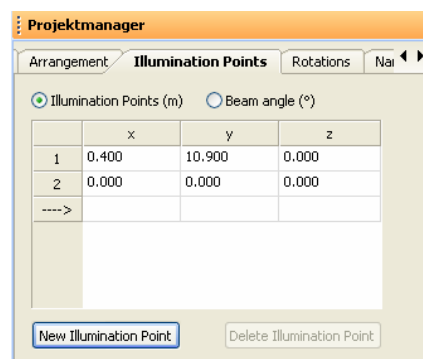 Projektmanager
Arrangement Illumination Points Rotations Nai
Illumination Points (m) Beam angle (°)
x y z
1 0.400 10.900 0.000
2 0.000 0.000 0.000
---->
New Illumination Point Delete Illumination Point